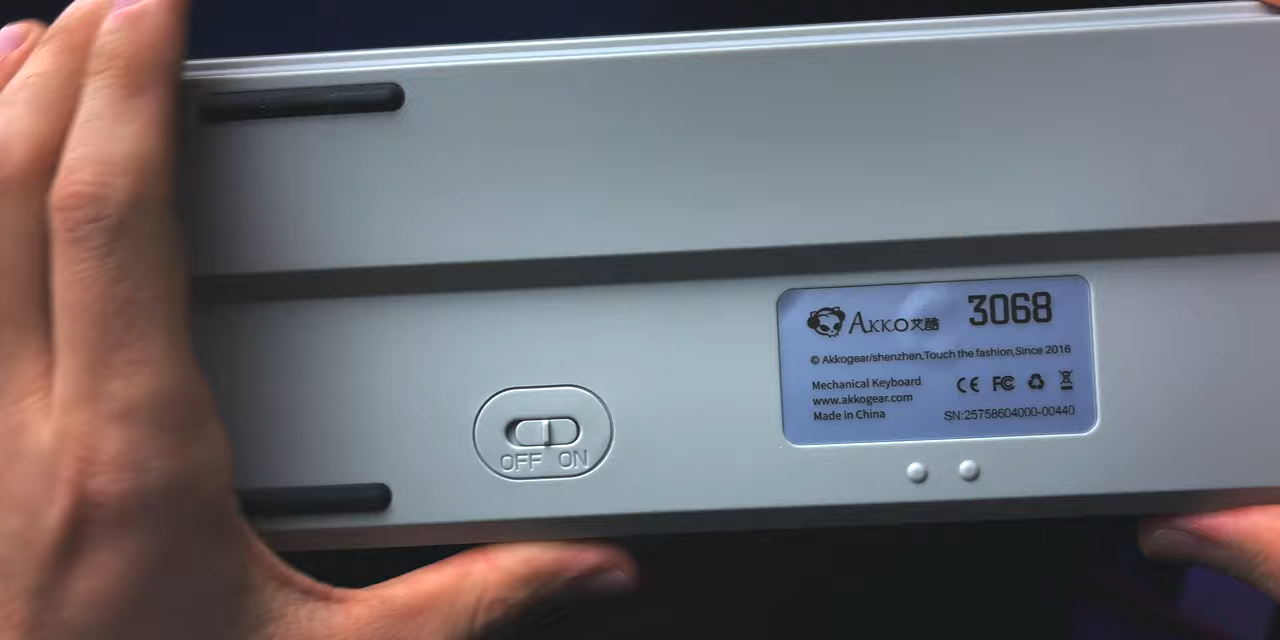 AKKO艾酷 3068
© Akkogear/shenzhen,Touch the fashion,Since 2016
Mechanical Keyboard
www.akkogear.com
Made in China
CE FC
SN:25758604000-00440
OFF ON